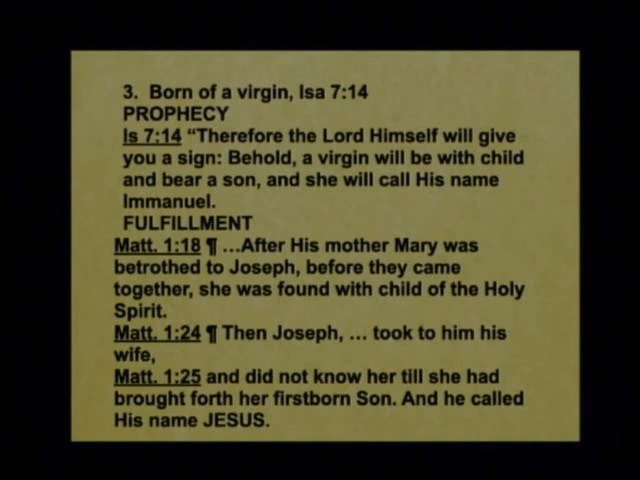 3. Born of a virgin, Isa 7:14
PROPHECY
Is 7:14 “Therefore the Lord Himself will give
you a sign: Behold, a virgin will be with child
and bear a son, and she will call His name
Immanuel.
FULFILLMENT
Matt. 1:18 ¶ …After His mother Mary was
betrothed to Joseph, before they came
together, she was found with child of the Holy
Spirit.
Matt. 1:24 ¶ Then Joseph, … took to him his
wife,
Matt. 1:25 and did not know her till she had
brought forth her firstborn Son. And he called
His name JESUS.